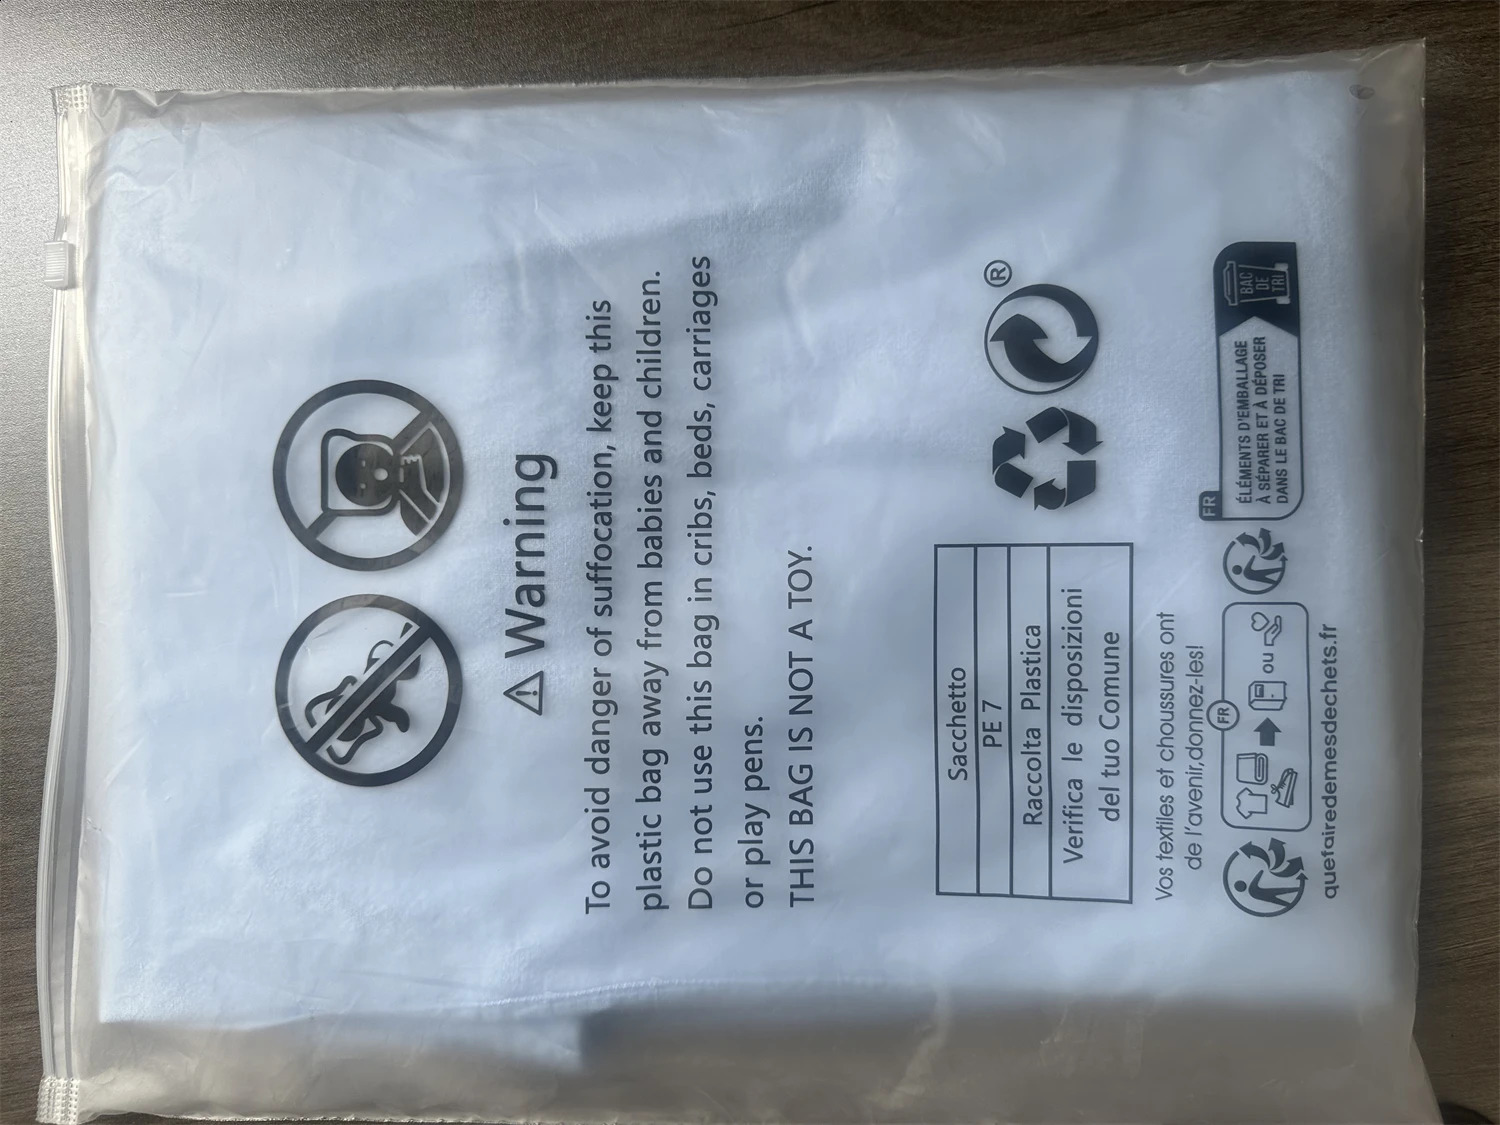 Warning
To avoid danger of suffocation, keep this
plastic bag away from babies and children.
Do not use this bag in cribs, beds, carriages
or play pens.
THIS BAG IS NOT A TOY.
Sacchetto
PE 7
Raccolta Plastica
Verifica le disposizioni
del tuo Comune
®
Vos textiles et choussures ont
de l'avenir,donnez-les!
FR
ou
quefairedemesdechets.fr
FR
ÉLÉMENTS D'EMBALLAGE
À SÉPARER ET À DÉPOSER
DANS LE BAC DE TRI
BAC
DE
TRI